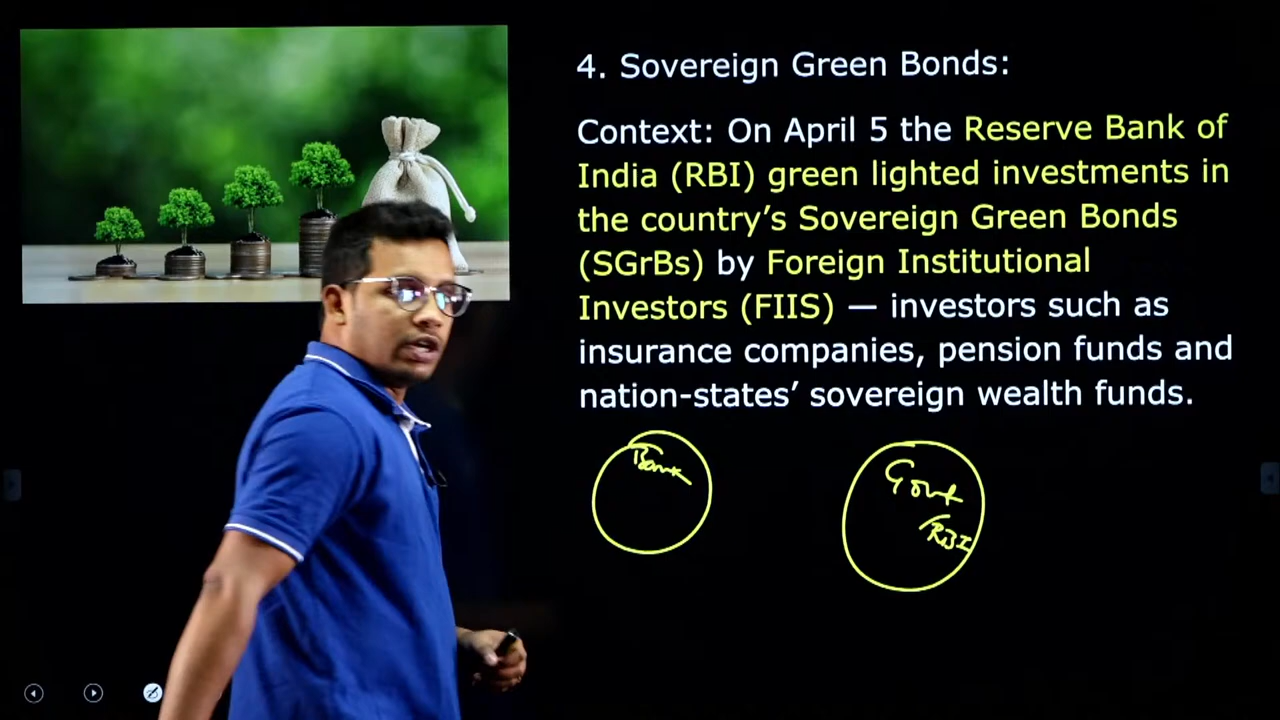 4. Sovereign Green Bonds:
Context: On April 5 the Reserve Bank of
India (RBI) green lighted investments in
the country’s Sovereign Green Bonds
(SGrBs) by Foreign Institutional
Investors (FIIS) — investors such as
insurance companies, pension funds and
nation-states’ sovereign wealth funds.
Bank
Govt
/RBI